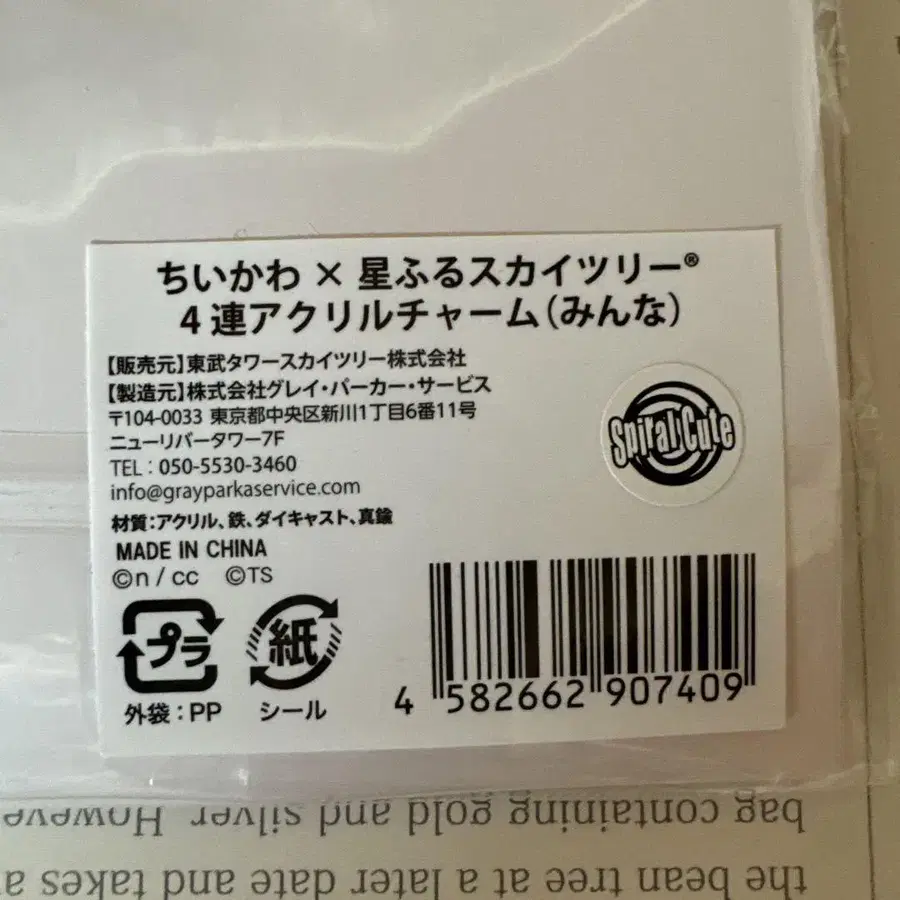 ちいかわ × 星ふるスカイツリー®
4連アクリルチャーム(みんな)
【販売元】東武タワースカイツリー株式会社
【製造元】株式会社グレイ・パーカー・サービス
〒104-0033 東京都中央区新川1丁目6番11号
ニューリバータワー7F
TEL：050-5530-3460
info@grayparkaservice.com
材質：アクリル、鉄、ダイキャスト、真鍮
MADE IN CHINA
©n / cc ©TS
Spiral Cute
プラ
紙
外袋：PP
シール
4 582662 907409
bag containing gold and silver. However
the bean tree at a later date and takes